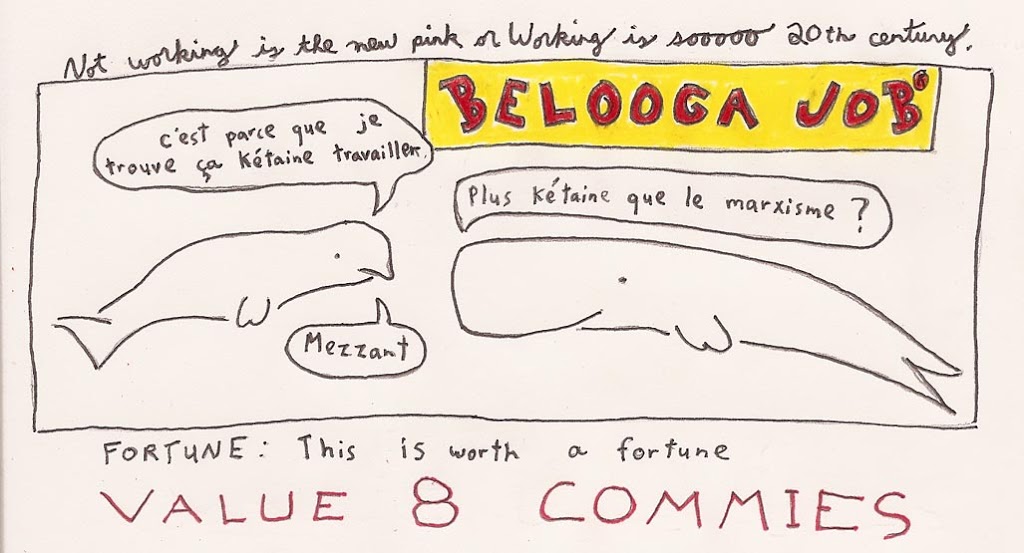 Not working is the new pink or Working is sooooo 20th century.
BELOOGA JOB®
c'est parce que je
trouve ça kétaine travailler.
Plus kétaine que le marxisme ?
Mezzant
FORTUNE: This is worth a fortune
VALUE 8 COMMIES